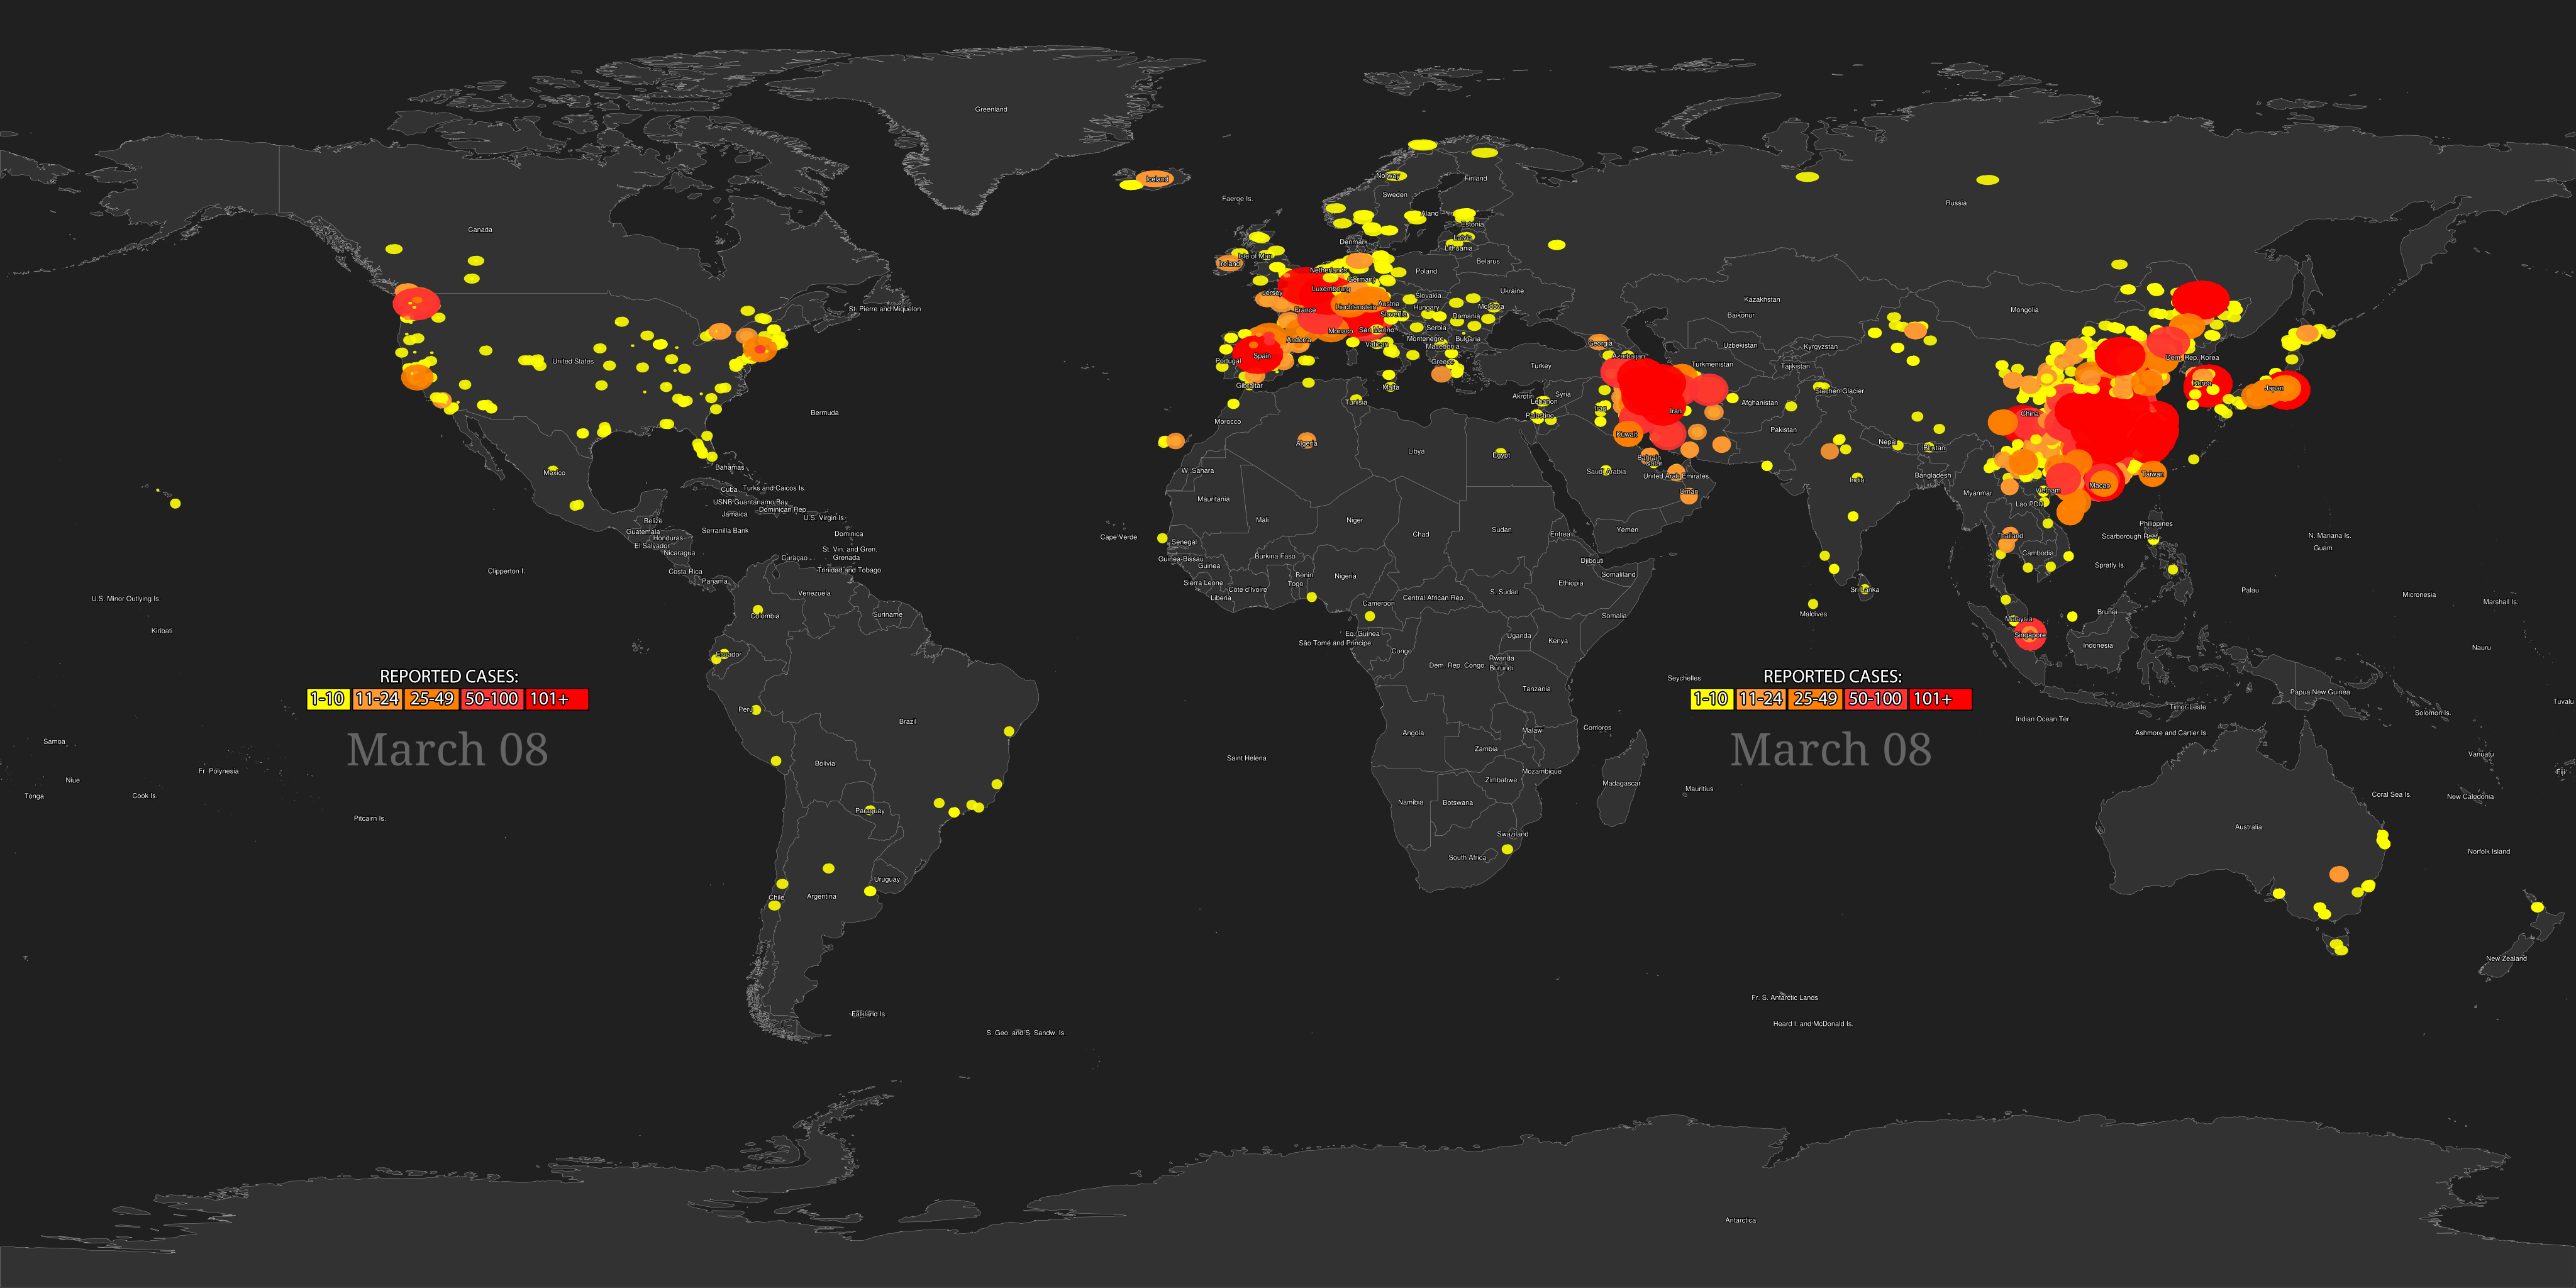 Greenland
Iceland
Norway
Finland
Sweden
Russia
Faeroe Is.
Aland
Estonia
Canada
Latvia
Denmark
Lithuania
Isle of Man
Ireland
Belarus
Netherlands
Poland
Germany
Luxembourg
Jersey
Ukraine
Slovakia
Kazakhstan
Austria
Liechtenstein
Hungary
Moldova
St. Pierre and Miquelon
France
Mongolia
Slovenia
Romania
Baikonur
Serbia
Monaco
San Marino
Montenegro
Bulgaria
Andorra
Georgia
Vatican
Macedonia
Uzbekistan
Kyrgyzstan
Spain
Azerbaijan
Dem. Rep. Korea
United States
Portugal
Greece
Turkey
Turkmenistan
Tajikistan
Korea
Gibraltar
Malta
Japan
Siachen Glacier
Akrotiri
Syria
Lebanon
Tunisia
Afghanistan
Iraq
Iran
Bermuda
Palestine
China
Morocco
Kuwait
Pakistan
Algeria
Nepal
Bhutan
Libya
Egypt
Bahrain
Qatar
Bahamas
W. Sahara
Saudi Arabia
Mexico
United Arab Emirates
Bangladesh
Taiwan
India
Macao
Cuba
Turks and Caicos Is.
Oman
Vietnam
Myanmar
Mauritania
USNB Guantanamo Bay
Lao PDR
Dominican Rep.
Jamaica
U.S. Virgin Is.
Mali
Niger
Belize
Philippines
Serranilla Bank
Sudan
Yemen
Guatemala
Chad
Eritrea
Dominica
Thailand
Scarborough Reef
N. Mariana Is.
Honduras
Cape Verde
Senegal
El Salvador
Guam
Nicaragua
St. Vin. and Gren.
Burkina Faso
Cambodia
Guinea-Bissau
Curaçao
Grenada
Djibouti
Guinea
Spratly Is.
Clipperton I.
Costa Rica
Trinidad and Tobago
Benin
Nigeria
Somaliland
Panama
Sierra Leone
Togo
Ethiopia
Côte d'Ivoire
Sri Lanka
Palau
Venezuela
S. Sudan
Micronesia
U.S. Minor Outlying Is.
Liberia
Central African Rep.
Marshall Is.
Cameroon
Brunei
Maldives
Colombia
Suriname
Somalia
Malaysia
Kiribati
Eq. Guinea
Singapore
Uganda
Kenya
São Tomé and Principe
Indonesia
Nauru
Congo
Ecuador
Rwanda
Dem. Rep. Congo
Burundi
Seychelles
REPORTED CASES:
1-10 11-24 25-49 50-100 101+
March 08
REPORTED CASES:
1-10 11-24 25-49 50-100 101+
March 08
Tanzania
Papua New Guinea
Tuvalu
Timor-Leste
Peru
Solomon Is.
Indian Ocean Ter.
Brazil
Comoros
Malawi
Angola
Ashmore and Cartier Is.
Samoa
Zambia
Vanuatu
Saint Helena
Bolivia
Fr. Polynesia
Mozambique
Fiji
Niue
Zimbabwe
Madagascar
Mauritius
Tonga
Cook Is.
Coral Sea Is.
New Caledonia
Namibia
Botswana
Paraguay
Pitcairn Is.
Australia
Swaziland
Norfolk Island
South Africa
Uruguay
Argentina
Chile
New Zealand
Fr. S. Antarctic Lands
Falkland Is.
Heard I. and McDonald Is.
S. Geo. and S. Sandw. Is.
Antarctica